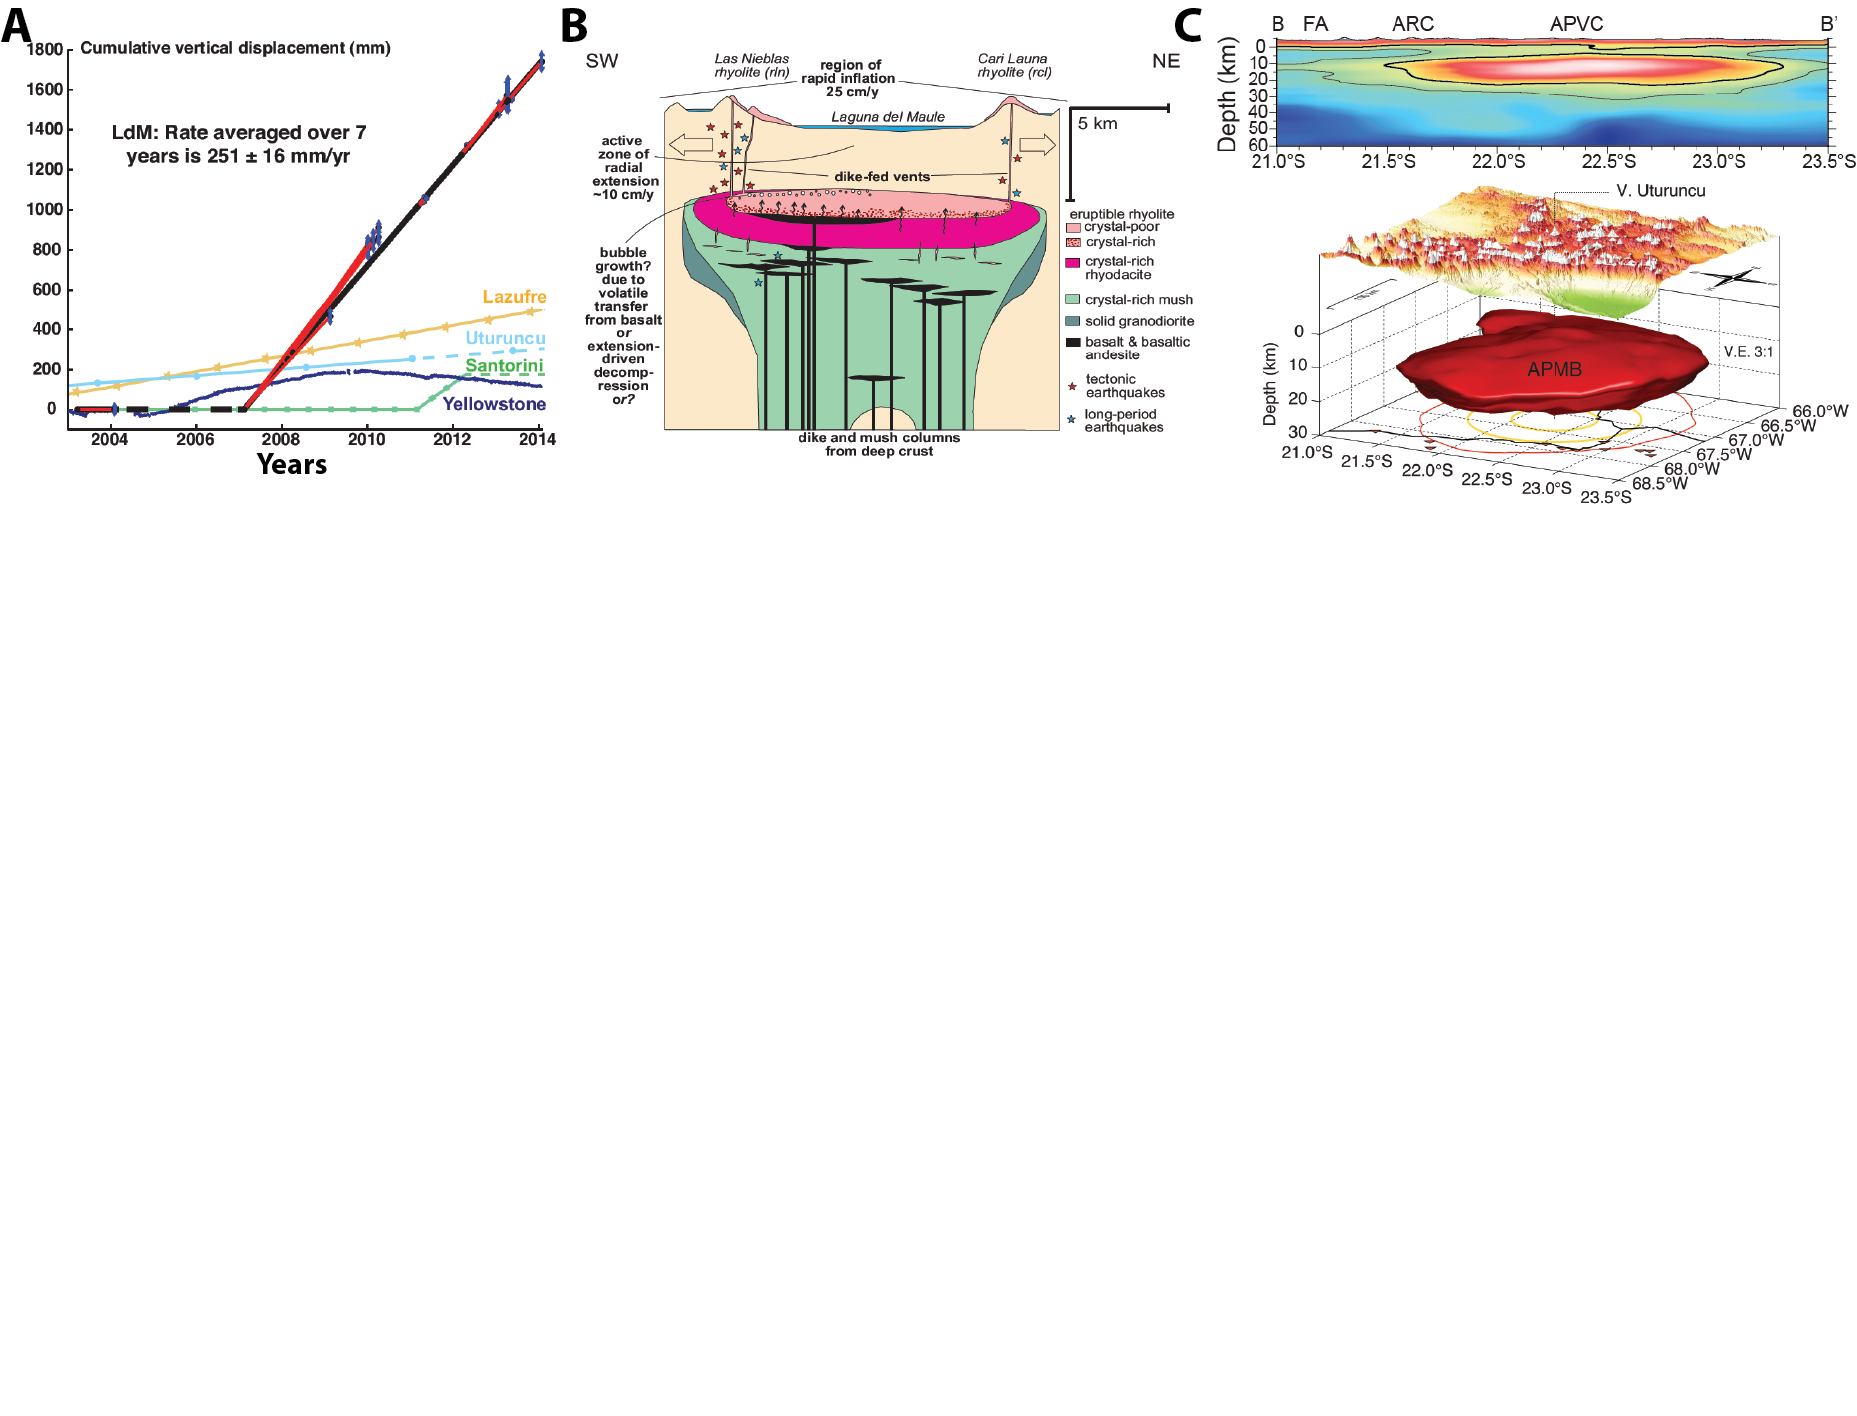 A
Cumulative vertical displacement (mm)
1800
1600
1400
1200
1000
800
600
400
200
0
LdM: Rate averaged over 7
years is 251 ± 16 mm/yr
Lazufre
Uturuncu
Santorini
Yellowstone
2004
2006
2008
2010
2012
2014
Years
B
SW
NE
Las Nieblas
rhyolite (rln)
region of
rapid inflation
25 cm/y
Cari Launa
rhyolite (rcl)
Laguna del Maule
5 km
active
zone of
radial
extension
~10 cm/y
dike-fed vents
bubble
growth?
due to
volatile
transfer
from basalt
or
extension-
driven
decomp-
ression
or?
eruptible rhyolite
crystal-poor
crystal-rich
crystal-rich
rhyodacite
crystal-rich mush
solid granodiorite
basalt & basaltic
andesite
tectonic
earthquakes
long-period
earthquakes
dike and mush columns
from deep crust
C
B FA ARC APVC B'
Depth (km)
0
10
20
30
40
50
60
21.0°S 21.5°S 22.0°S 22.5°S 23.0°S 23.5°S
V. Uturuncu
V.E. 3:1
APMB
Depth (km)
0
10
20
30
21.0°S
21.5°S
22.0°S
22.5°S
23.0°S
23.5°S
66.0°W
66.5°W
67.0°W
67.5°W
68.0°W
68.5°W